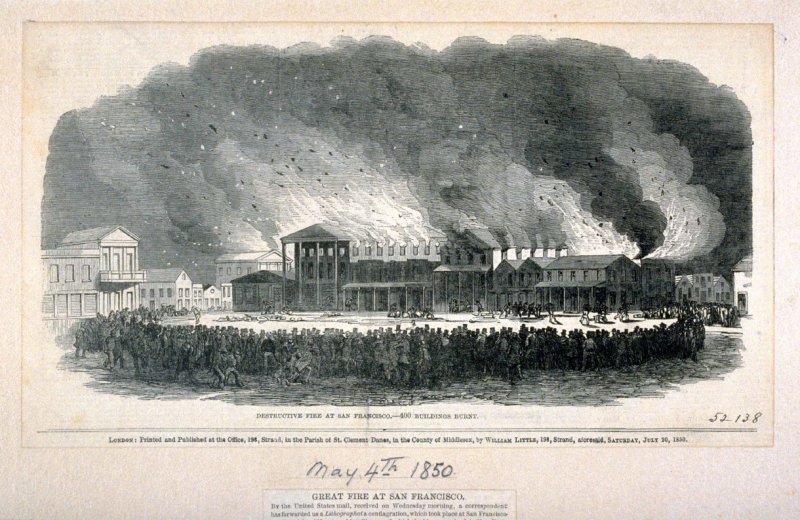 DESTRUCTIVE FIRE AT SAN FRANCISCO.—400 BUILDINGS BURNT.
52138
LONDON: Printed and Published at the Office, 198, Strand, in the Parish of St. Clement Danes, in the County of Middlesex, by WILLIAM LITTLE, 198, Strand, aforesaid, SATURDAY, JULY 20, 1850.
May 4th 1850
GREAT FIRE AT SAN FRANCISCO.
By the United States mail, received on Wednesday morning, a correspondent
has forwarded us a Lithograph of a conflagration, which took place at San Francisco